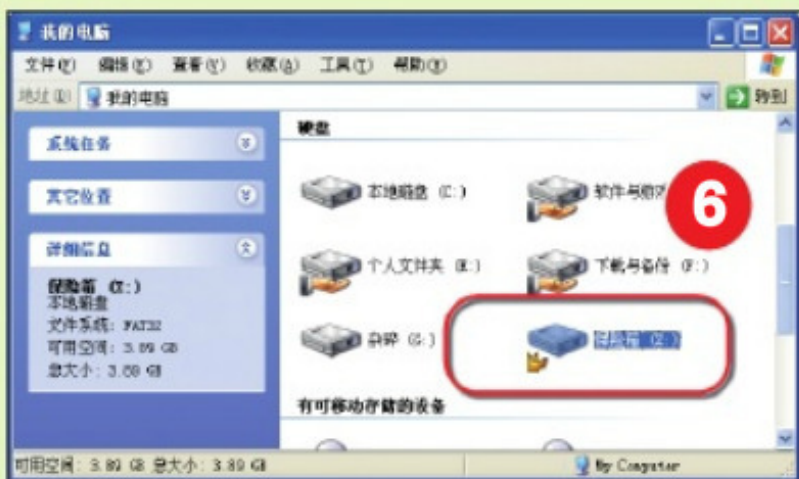 我的电脑
文件(F) 编辑(E) 查看(V) 收藏(A) 工具(T) 帮助(H)
地址(D) 我的电脑 转到
系统任务
其它位置
详细信息
保险箱 (Z:)
本地磁盘
文件系统: FAT32
可用空间: 3.89 GB
总大小: 3.89 GB
硬盘
本地磁盘 (C:) 软件与游戏
6
个人文件夹 (E:) 下载与备份 (F:)
杂碎 (G:) 保险箱 (Z:)
有可移动存储的设备
可用空间: 3.89 GB 总大小: 3.89 GB My Computer